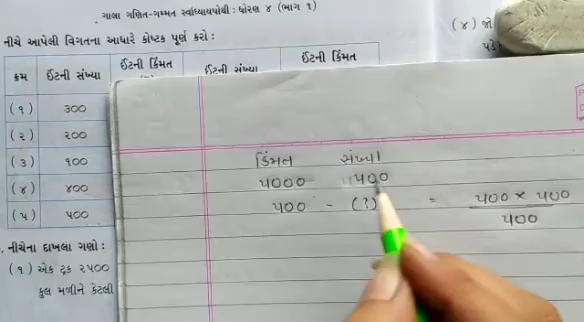 ગાલા ગણિત-ગમ્મત સ્વાધ્યાયપોથી : ધોરણ ૪ (ભાગ ૧)
નીચે આપેલી વિગતના આધારે કોષ્ટક પૂર્ણ કરો :
(૪) જો
ક્રમ ઈંટની સંખ્યા ઈંટની કિંમત ઈંટની સંખ્યા ઈંટની કિંમત
(૧) ૩૦૦
(૨) ૨૦૦
(૩) ૧૦૦
(૪) ૪૦૦
(૫) ૫૦૦
કિંમત સંખ્યા
૫૦૦૦ ૫૦૦
૫૦૦ - (?) = ૫૦૦ × ૫૦૦
૫૦૦
નીચેના દાખલા ગણો :
(૧) એક ટ્રક ૨૫૦૦
કુલ મળીને કેટલી